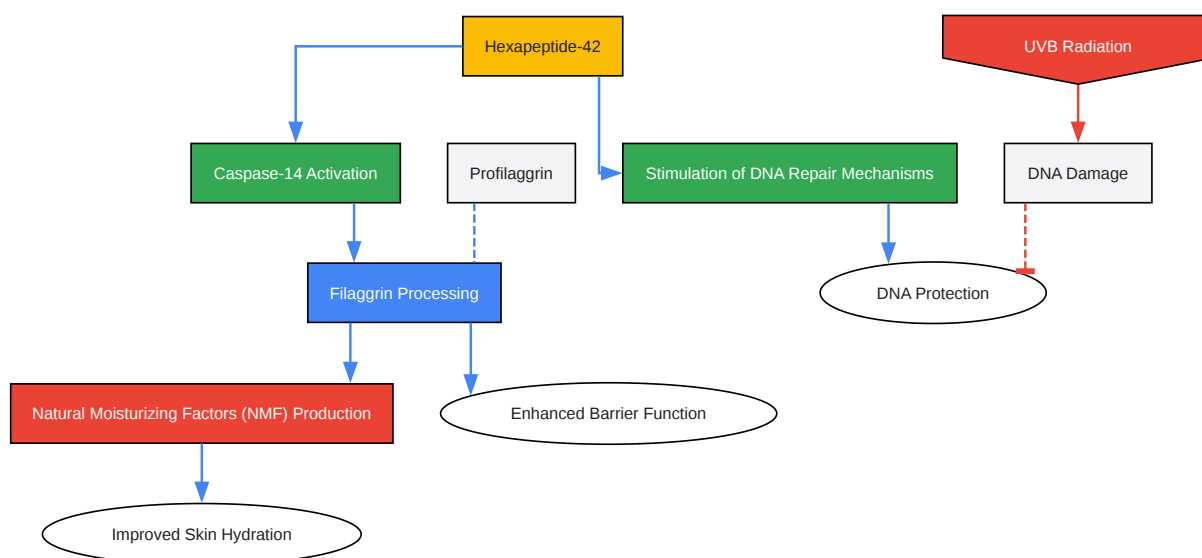 Hexapeptide-42
UVB Radiation
Caspase-14 Activation
Profilaggrin
Stimulation of DNA Repair Mechanisms
DNA Damage
Filaggrin Processing
DNA Protection
Natural Moisturizing Factors (NMF) Production
Enhanced Barrier Function
Improved Skin Hydration